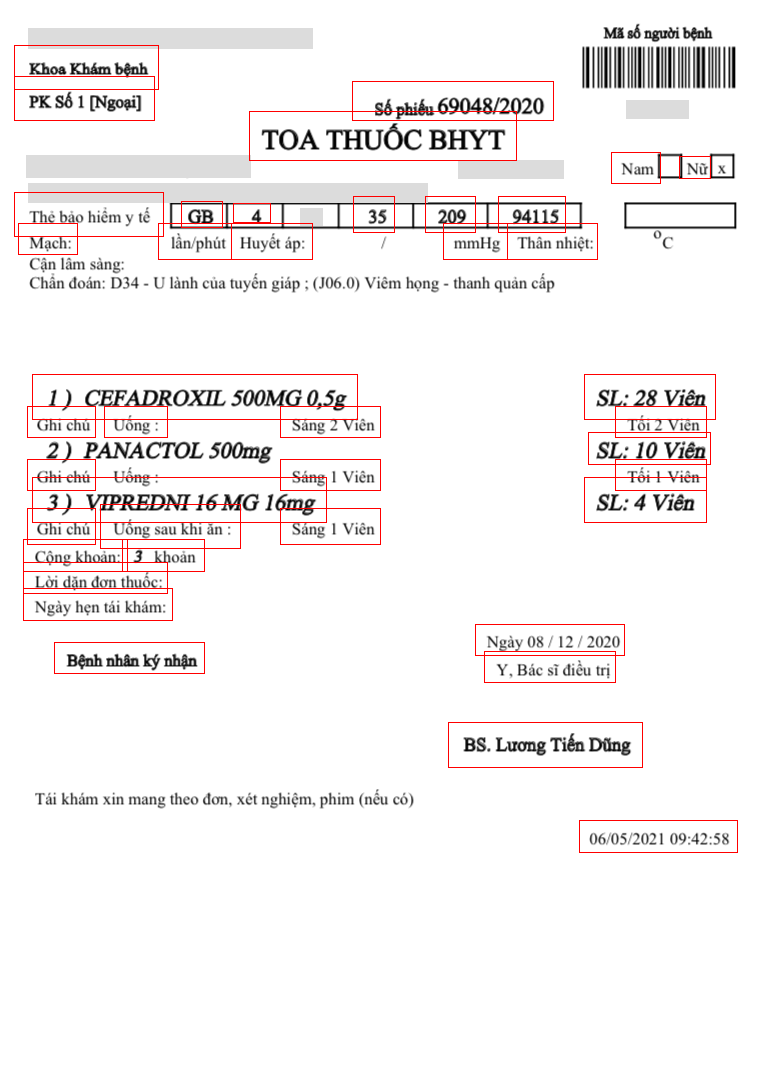 Mã số người bệnh
Khoa Khám bệnh
PK Số 1 [Ngoại]
Số phiếu 69048/2020
TOA THUỐC BHYT
Nam Nữ x
Thẻ bảo hiểm y tế GB 4 35 209 94115
Mạch: lần/phút Huyết áp: / mmHg Thân nhiệt: °C
Cận lâm sàng:
Chẩn đoán: D34 - U lành của tuyến giáp ; (J06.0) Viêm họng - thanh quản cấp
1 ) CEFADROXIL 500MG 0,5g SL: 28 Viên
Ghi chú Uống : Sáng 2 Viên Tối 2 Viên
2 ) PANACTOL 500mg SL: 10 Viên
Ghi chú Uống : Sáng 1 Viên Tối 1 Viên
3 ) VIPREDNI 16 MG 16mg SL: 4 Viên
Ghi chú Uống sau khi ăn : Sáng 1 Viên
Cộng khoản: 3 khoản
Lời dặn đơn thuốc:
Ngày hẹn tái khám:
Ngày 08 / 12 / 2020
Bệnh nhân ký nhận Y, Bác sĩ điều trị
BS. Lương Tiến Dũng
Tái khám xin mang theo đơn, xét nghiệm, phim (nếu có)
06/05/2021 09:42:58